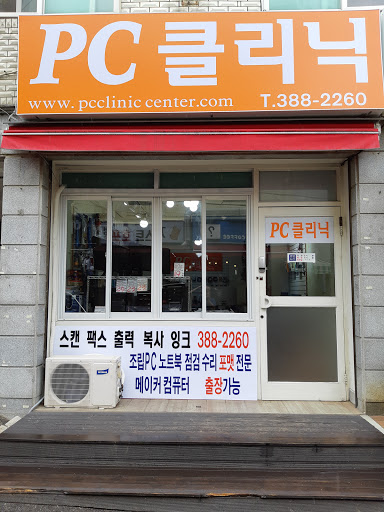 PC 클리닉
www. pcclinic center.com T.388-2260
PC 클리닉
스캔 팩스 출력 복사 잉크 388-2260
조립PC 노트북 점검 수리 포맷 전문
메이커 컴퓨터 출장가능